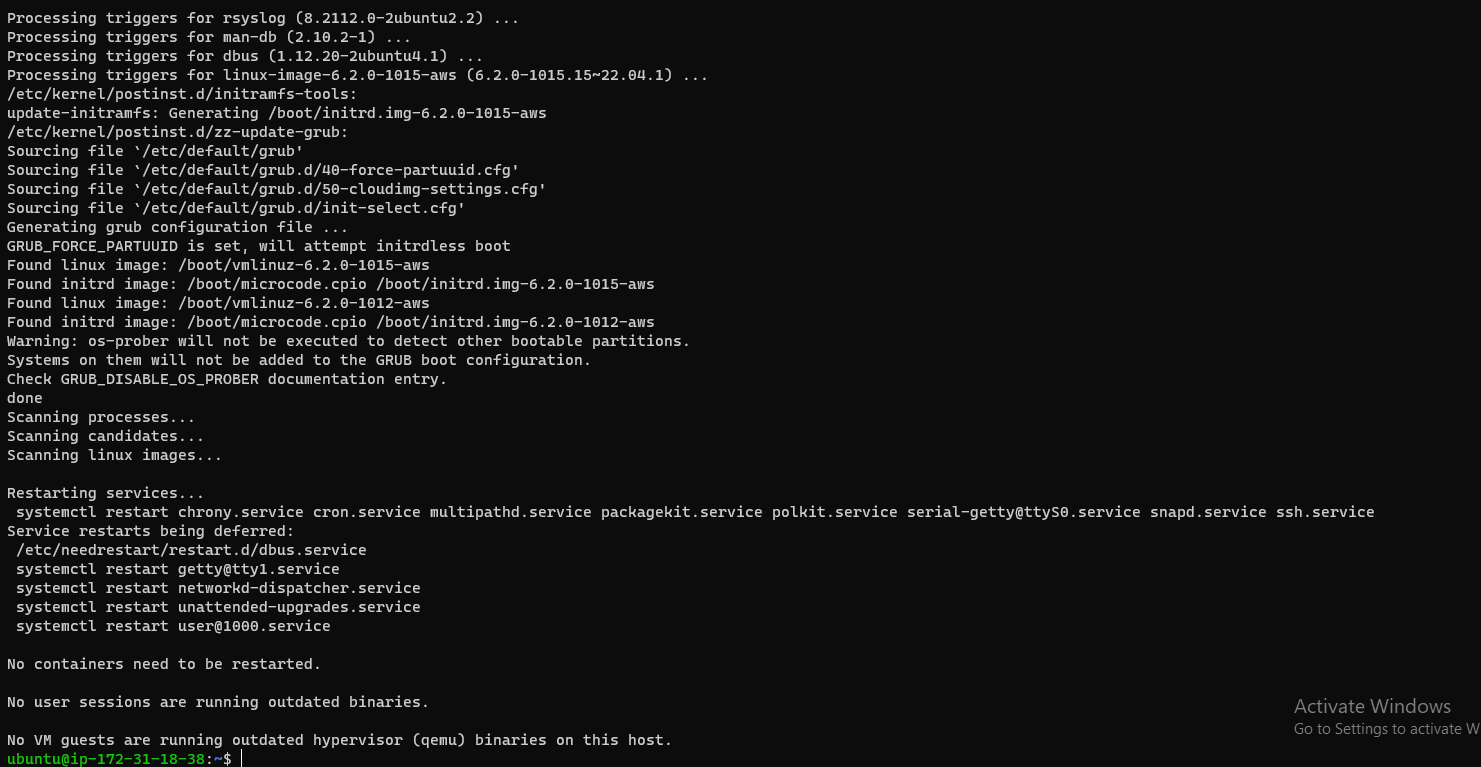 Processing triggers for rsyslog (8.2112.0-2ubuntu2.2) ...
Processing triggers for man-db (2.10.2-1) ...
Processing triggers for dbus (1.12.20-2ubuntu4.1) ...
Processing triggers for linux-image-6.2.0-1015-aws (6.2.0-1015.15~22.04.1) ...
/etc/kernel/postinst.d/initramfs-tools:
update-initramfs: Generating /boot/initrd.img-6.2.0-1015-aws
/etc/kernel/postinst.d/zz-update-grub:
Sourcing file `/etc/default/grub'
Sourcing file `/etc/default/grub.d/40-force-partuuid.cfg'
Sourcing file `/etc/default/grub.d/50-cloudimg-settings.cfg'
Sourcing file `/etc/default/grub.d/init-select.cfg'
Generating grub configuration file ...
GRUB_FORCE_PARTUUID is set, will attempt initrdless boot
Found linux image: /boot/vmlinuz-6.2.0-1015-aws
Found initrd image: /boot/microcode.cpio /boot/initrd.img-6.2.0-1015-aws
Found linux image: /boot/vmlinuz-6.2.0-1012-aws
Found initrd image: /boot/microcode.cpio /boot/initrd.img-6.2.0-1012-aws
Warning: os-prober will not be executed to detect other bootable partitions.
Systems on them will not be added to the GRUB boot configuration.
Check GRUB_DISABLE_OS_PROBER documentation entry.
done
Scanning processes...
Scanning candidates...
Scanning linux images...
Restarting services...
systemctl restart chrony.service cron.service multipathd.service packagekit.service polkit.service serial-getty@ttyS0.service snapd.service ssh.service
Service restarts being deferred:
/etc/needrestart/restart.d/dbus.service
systemctl restart getty@tty1.service
systemctl restart networkd-dispatcher.service
systemctl restart unattended-upgrades.service
systemctl restart user@1000.service
No containers need to be restarted.
No user sessions are running outdated binaries.
No VM guests are running outdated hypervisor (qemu) binaries on this host.
ubuntu@ip-172-31-18-38:~$
Activate Windows
Go to Settings to activate W